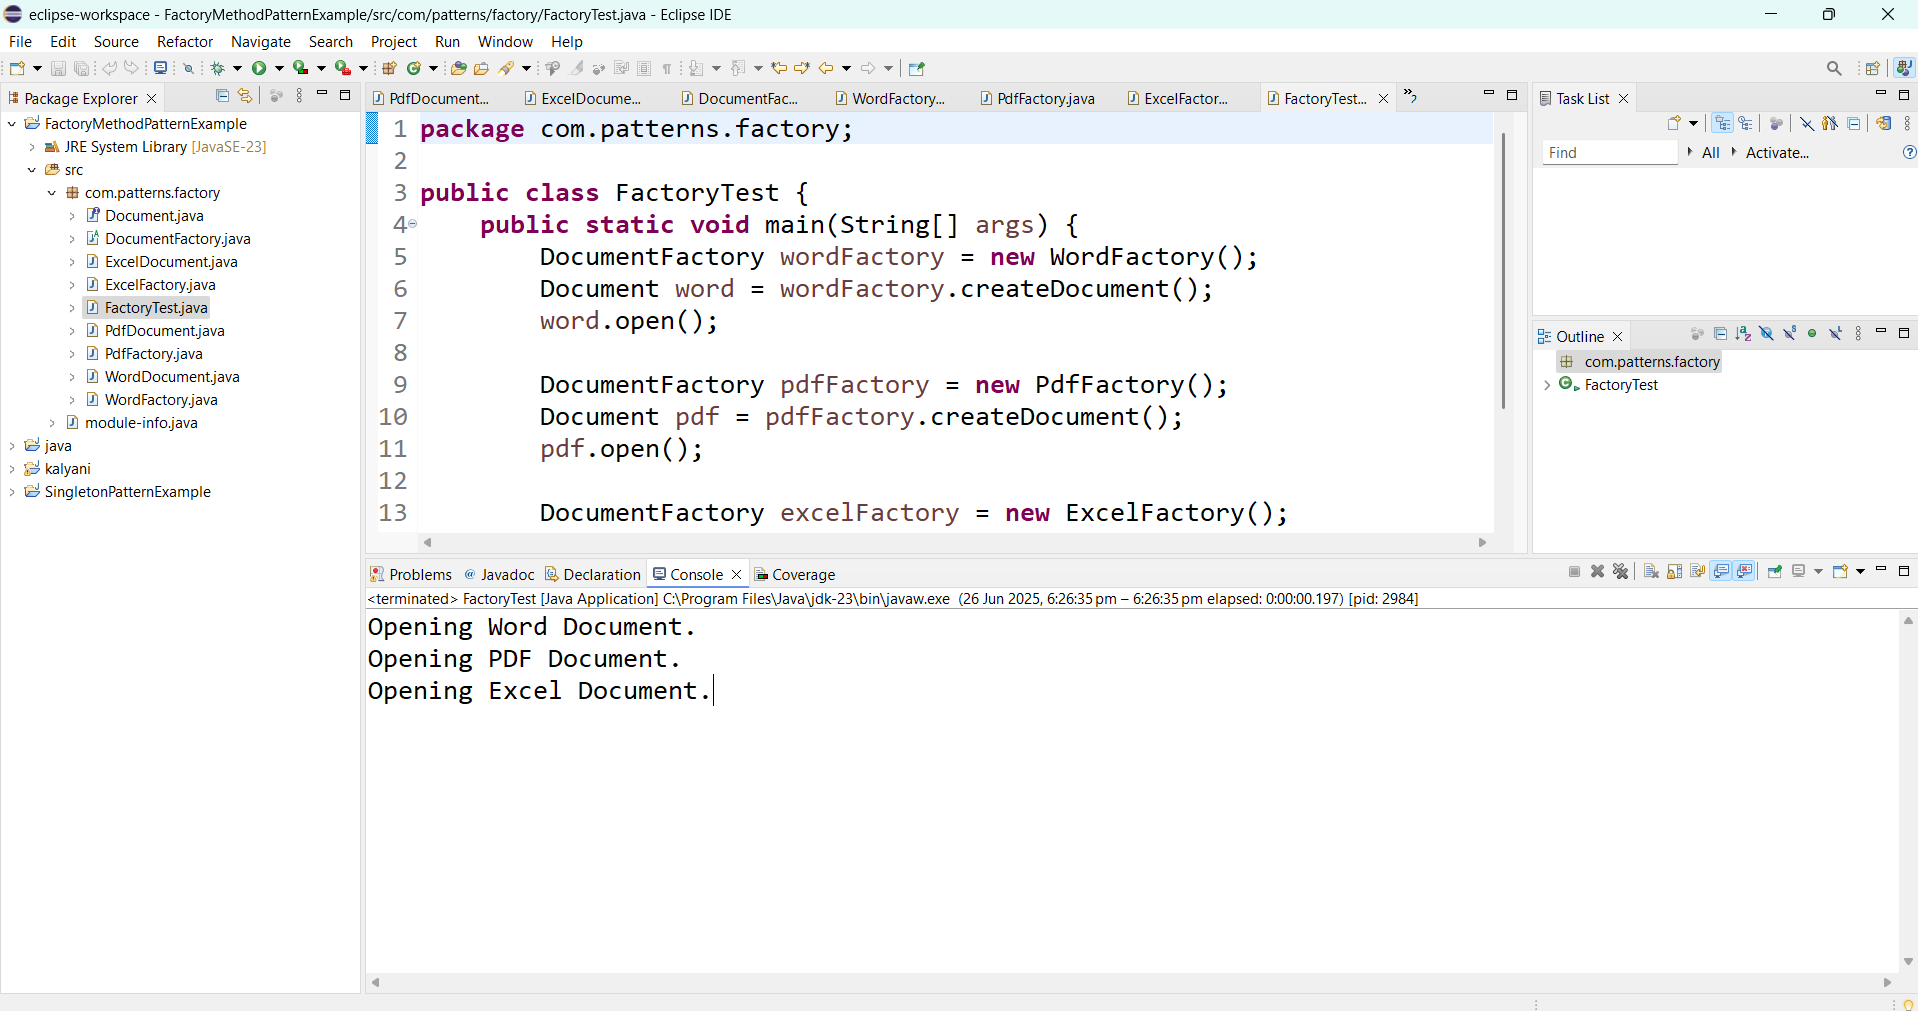 eclipse-workspace - FactoryMethodPatternExample/src/com/patterns/factory/FactoryTest.java - Eclipse IDE
File Edit Source Refactor Navigate Search Project Run Window Help
Package Explorer
FactoryMethodPatternExample
JRE System Library [JavaSE-23]
src
com.patterns.factory
Document.java
DocumentFactory.java
ExcelDocument.java
ExcelFactory.java
FactoryTest.java
PdfDocument.java
PdfFactory.java
WordDocument.java
WordFactory.java
module-info.java
java
kalyani
SingletonPatternExample
PdfDocument... ExcelDocume... DocumentFac... WordFactory... PdfFactory.java ExcelFactor... FactoryTest... »2
1 package com.patterns.factory;
2
3 public class FactoryTest {
4 public static void main(String[] args) {
5 DocumentFactory wordFactory = new WordFactory();
6 Document word = wordFactory.createDocument();
7 word.open();
8
9 DocumentFactory pdfFactory = new PdfFactory();
10 Document pdf = pdfFactory.createDocument();
11 pdf.open();
12
13 DocumentFactory excelFactory = new ExcelFactory();
Task List
Find All Activate...
Outline
com.patterns.factory
FactoryTest
Problems Javadoc Declaration Console Coverage
<terminated> FactoryTest [Java Application] C:\Program Files\Java\jdk-23\bin\javaw.exe (26 Jun 2025, 6:26:35 pm – 6:26:35 pm elapsed: 0:00:00.197) [pid: 2984]
Opening Word Document.
Opening PDF Document.
Opening Excel Document.